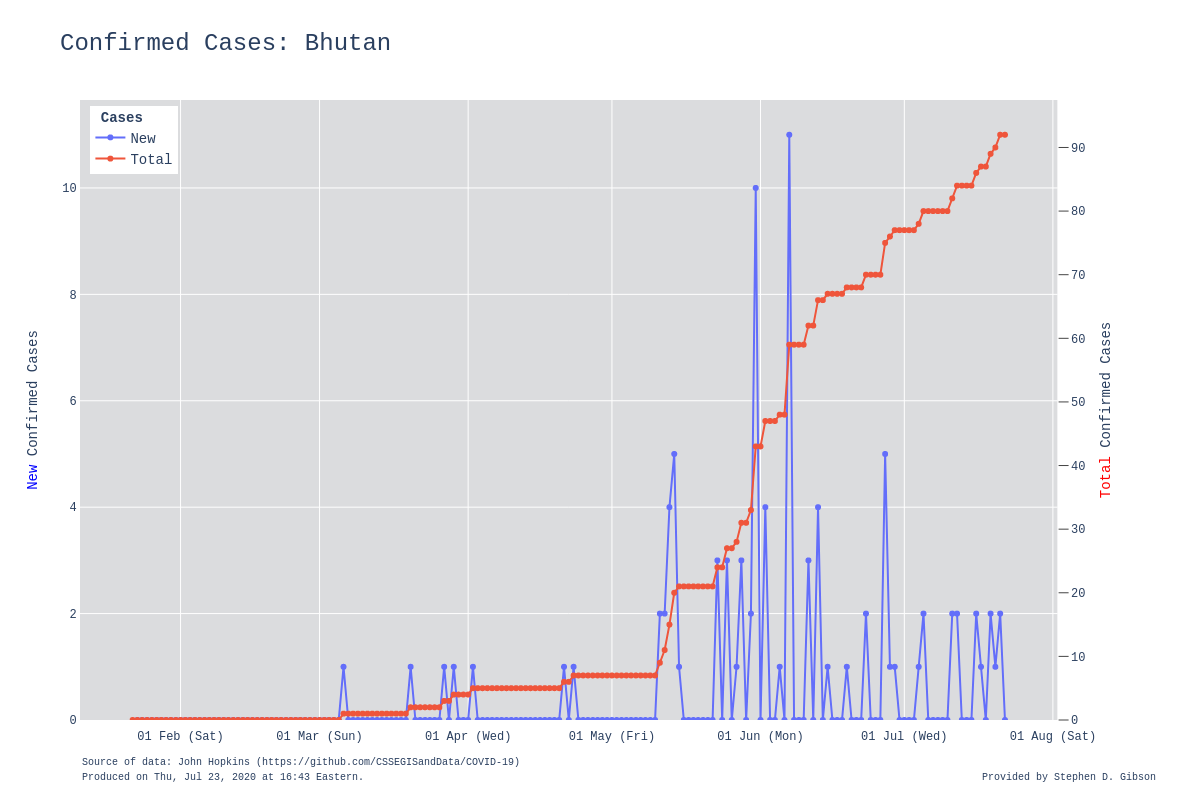 Confirmed Cases: Bhutan
Cases
New
Total
10
8
6
4
2
0
90
80
70
60
50
40
30
20
10
0
New Confirmed Cases
Total Confirmed Cases
01 Feb (Sat)
01 Mar (Sun)
01 Apr (Wed)
01 May (Fri)
01 Jun (Mon)
01 Jul (Wed)
01 Aug (Sat)
Source of data: John Hopkins (https://github.com/CSSEGISandData/COVID-19)
Produced on Thu, Jul 23, 2020 at 16:43 Eastern.
Provided by Stephen D. Gibson